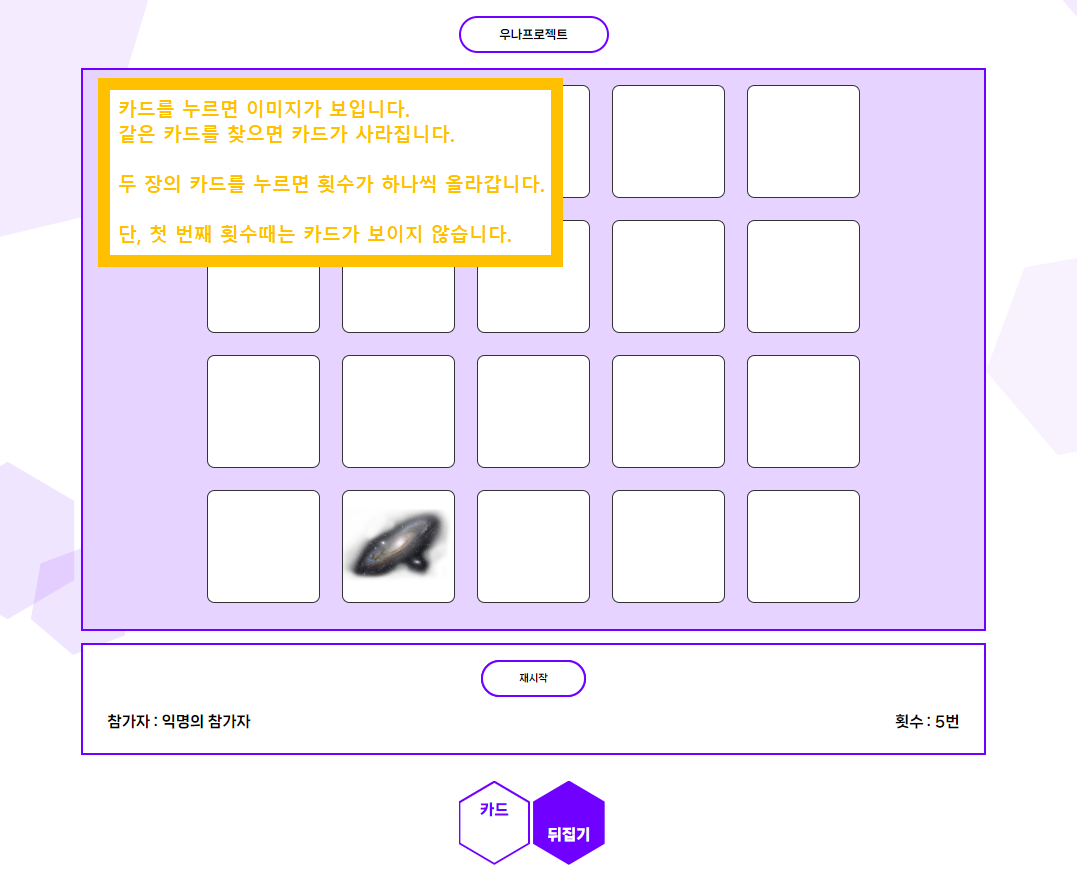 우나프로젝트
카드를 누르면 이미지가 보입니다.
같은 카드를 찾으면 카드가 사라집니다.
두 장의 카드를 누르면 횟수가 하나씩 올라갑니다.
단, 첫 번째 횟수때는 카드가 보이지 않습니다.
재시작
참가자 : 익명의 참가자
횟수 : 5번
카드
뒤집기